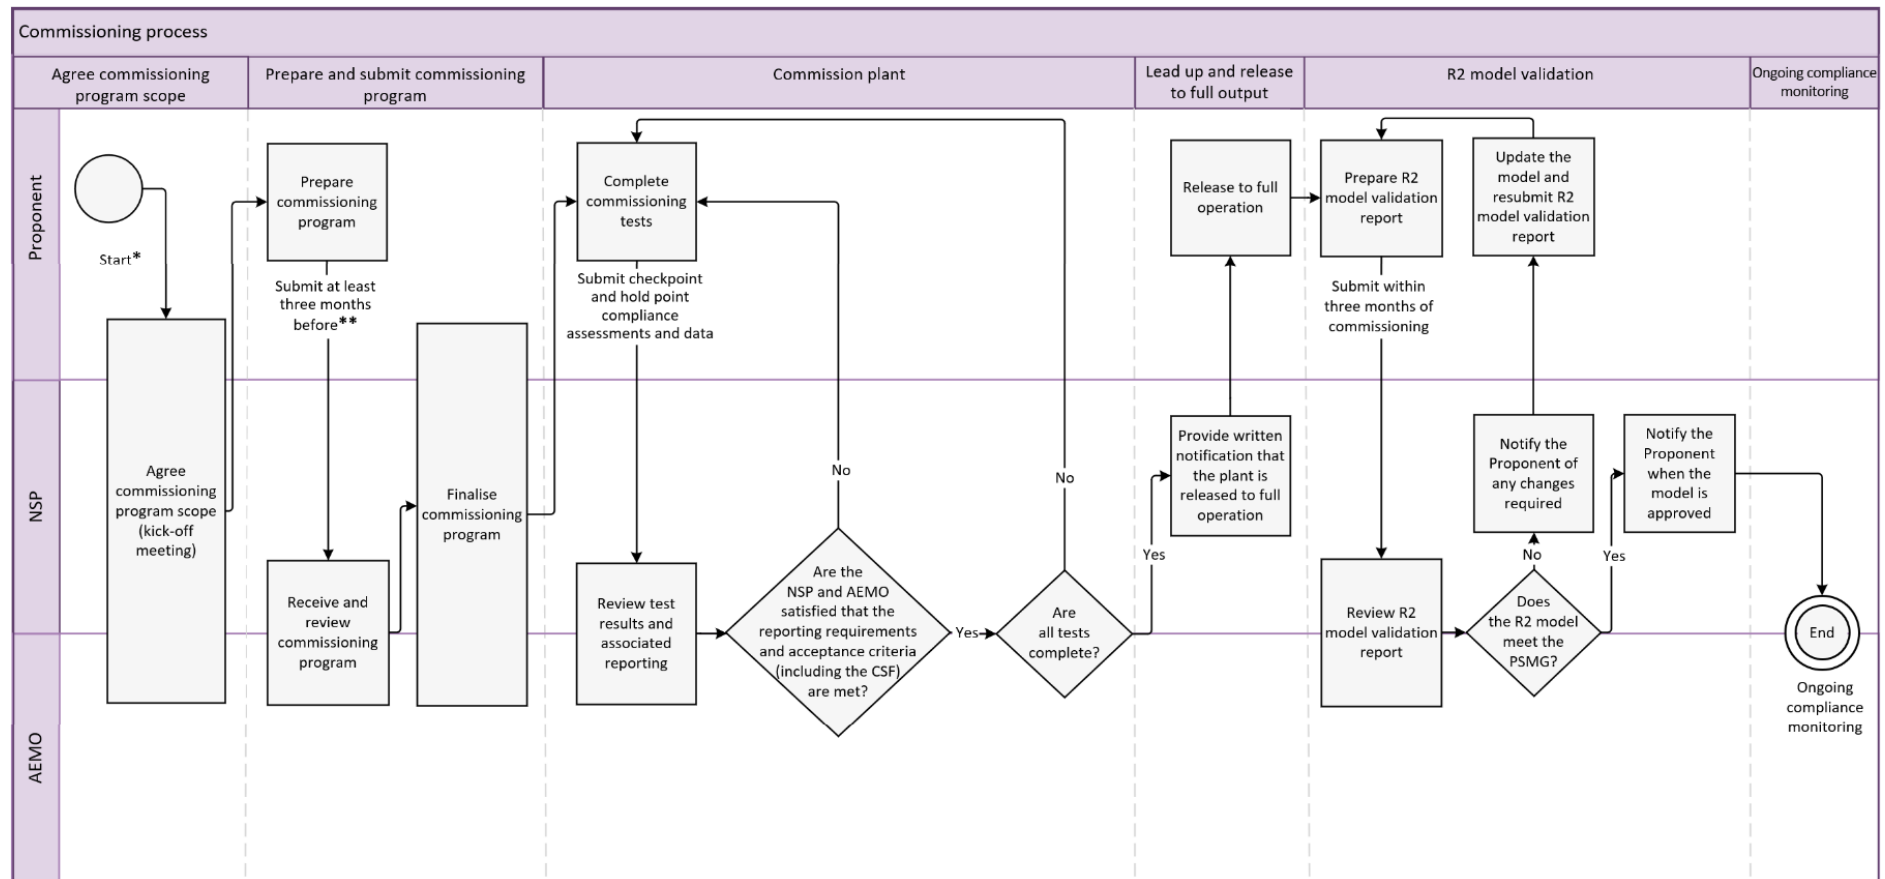 Commissioning process
Agree commissioning
program scope
Prepare and submit commissioning
program
Commission plant
Lead up and release
to full output
R2 model validation
Ongoing compliance
monitoring
Proponent
Start*
Prepare
commissioning
program
Submit at least
three months
before**
Complete
commissioning
tests
Submit checkpoint
and hold point
compliance
assessments and data
Release to full
operation
Prepare R2
model validation
report
Submit within
three months of
commissioning
Update the
model and
resubmit R2
model validation
report
NSP
Agree
commissioning
program scope
(kick-off
meeting)
Receive and
review
commissioning
program
Finalise
commissioning
program
Review test
results and
associated
reporting
No
Are the
NSP and AEMO
satisfied that the
reporting requirements
and acceptance criteria
(including the CSF)
are met?
Yes
No
Are
all tests
complete?
Yes
Provide written
notification that
the plant is
released to full
operation
Review R2
model validation
report
Notify the
Proponent of
any changes
required
No
Does
the R2 model
meet the
PSMG?
Yes
Notify the
Proponent
when the
model is
approved
End
Ongoing
compliance
monitoring
AEMO